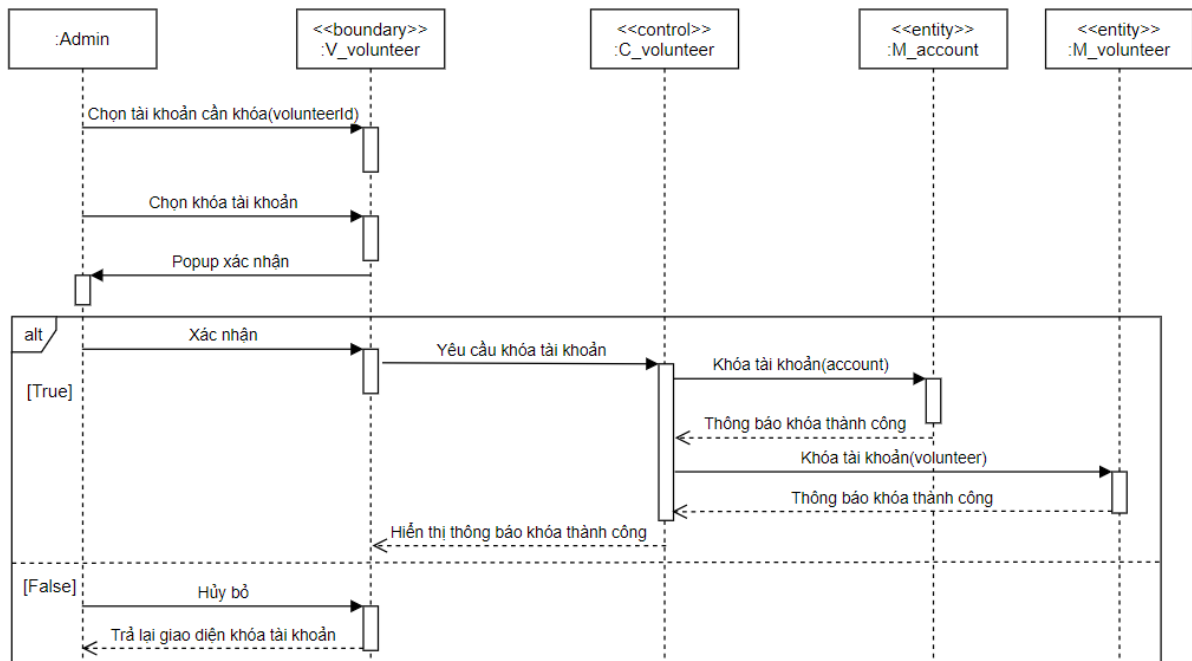 :Admin
<<boundary>>
:V_volunteer
<<control>>
:C_volunteer
<<entity>>
:M_account
<<entity>>
:M_volunteer
Chọn tài khoản cần khóa(volunteerId)
Chọn khóa tài khoản
Popup xác nhận
alt
Xác nhận
Yêu cầu khóa tài khoản
Khóa tài khoản(account)
[True]
Thông báo khóa thành công
Khóa tài khoản(volunteer)
Thông báo khóa thành công
Hiển thị thông báo khóa thành công
[False]
Hủy bỏ
Trả lại giao diện khóa tài khoản